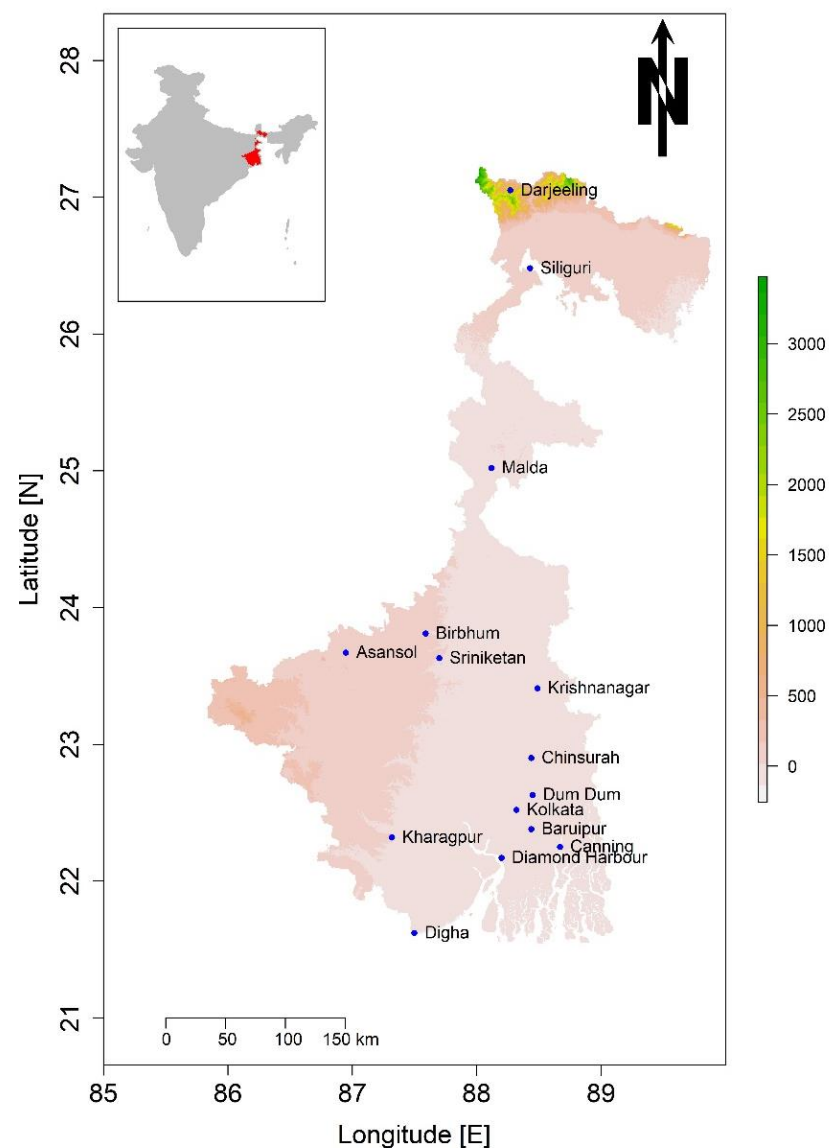 N
28
27
26
25
24
23
22
21
Latitude [N]
Darjeeling
Siliguri
Malda
Birbhum
Asansol
Sriniketan
Krishnanagar
Chinsurah
Dum Dum
Kolkata
Baruipur
Kharagpur
Canning
Diamond Harbour
Digha
3000
2500
2000
1500
1000
500
0
0 50 100 150 km
85 86 87 88 89
Longitude [E]